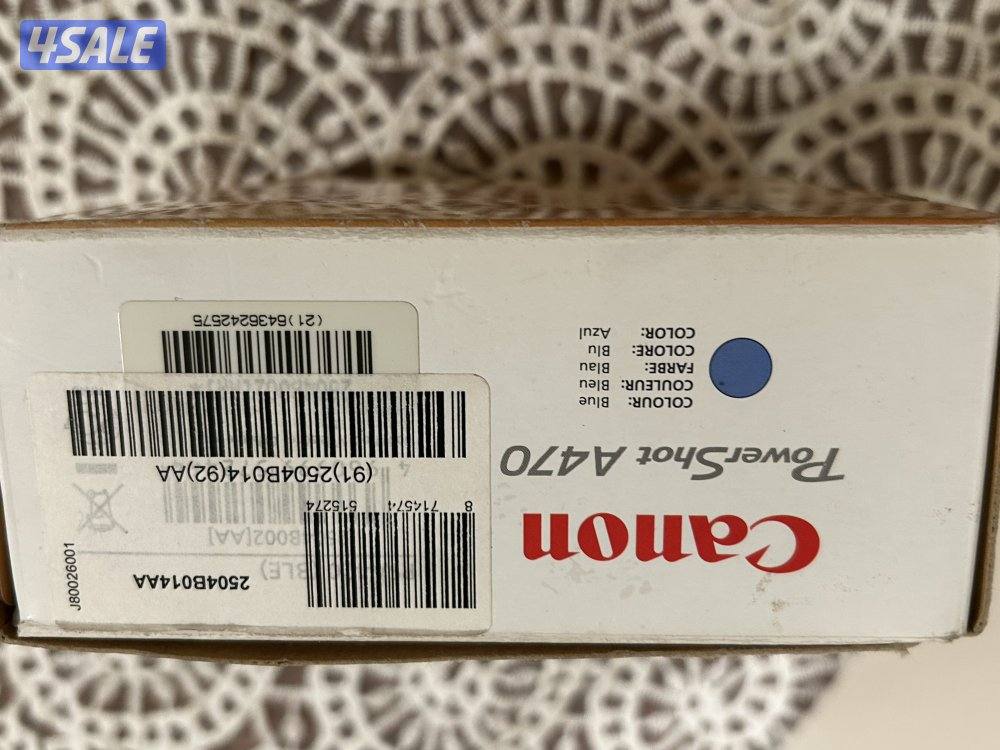 4SALE
Canon
PowerShot A470
COLOUR: Blue
COULEUR: Bleu
FARBE: Blau
COLORE: Blu
COLOR: Azul
2504B014AA
J80026001
8 714574 515274
(91)2504B014(92)AA
(21)6436242575